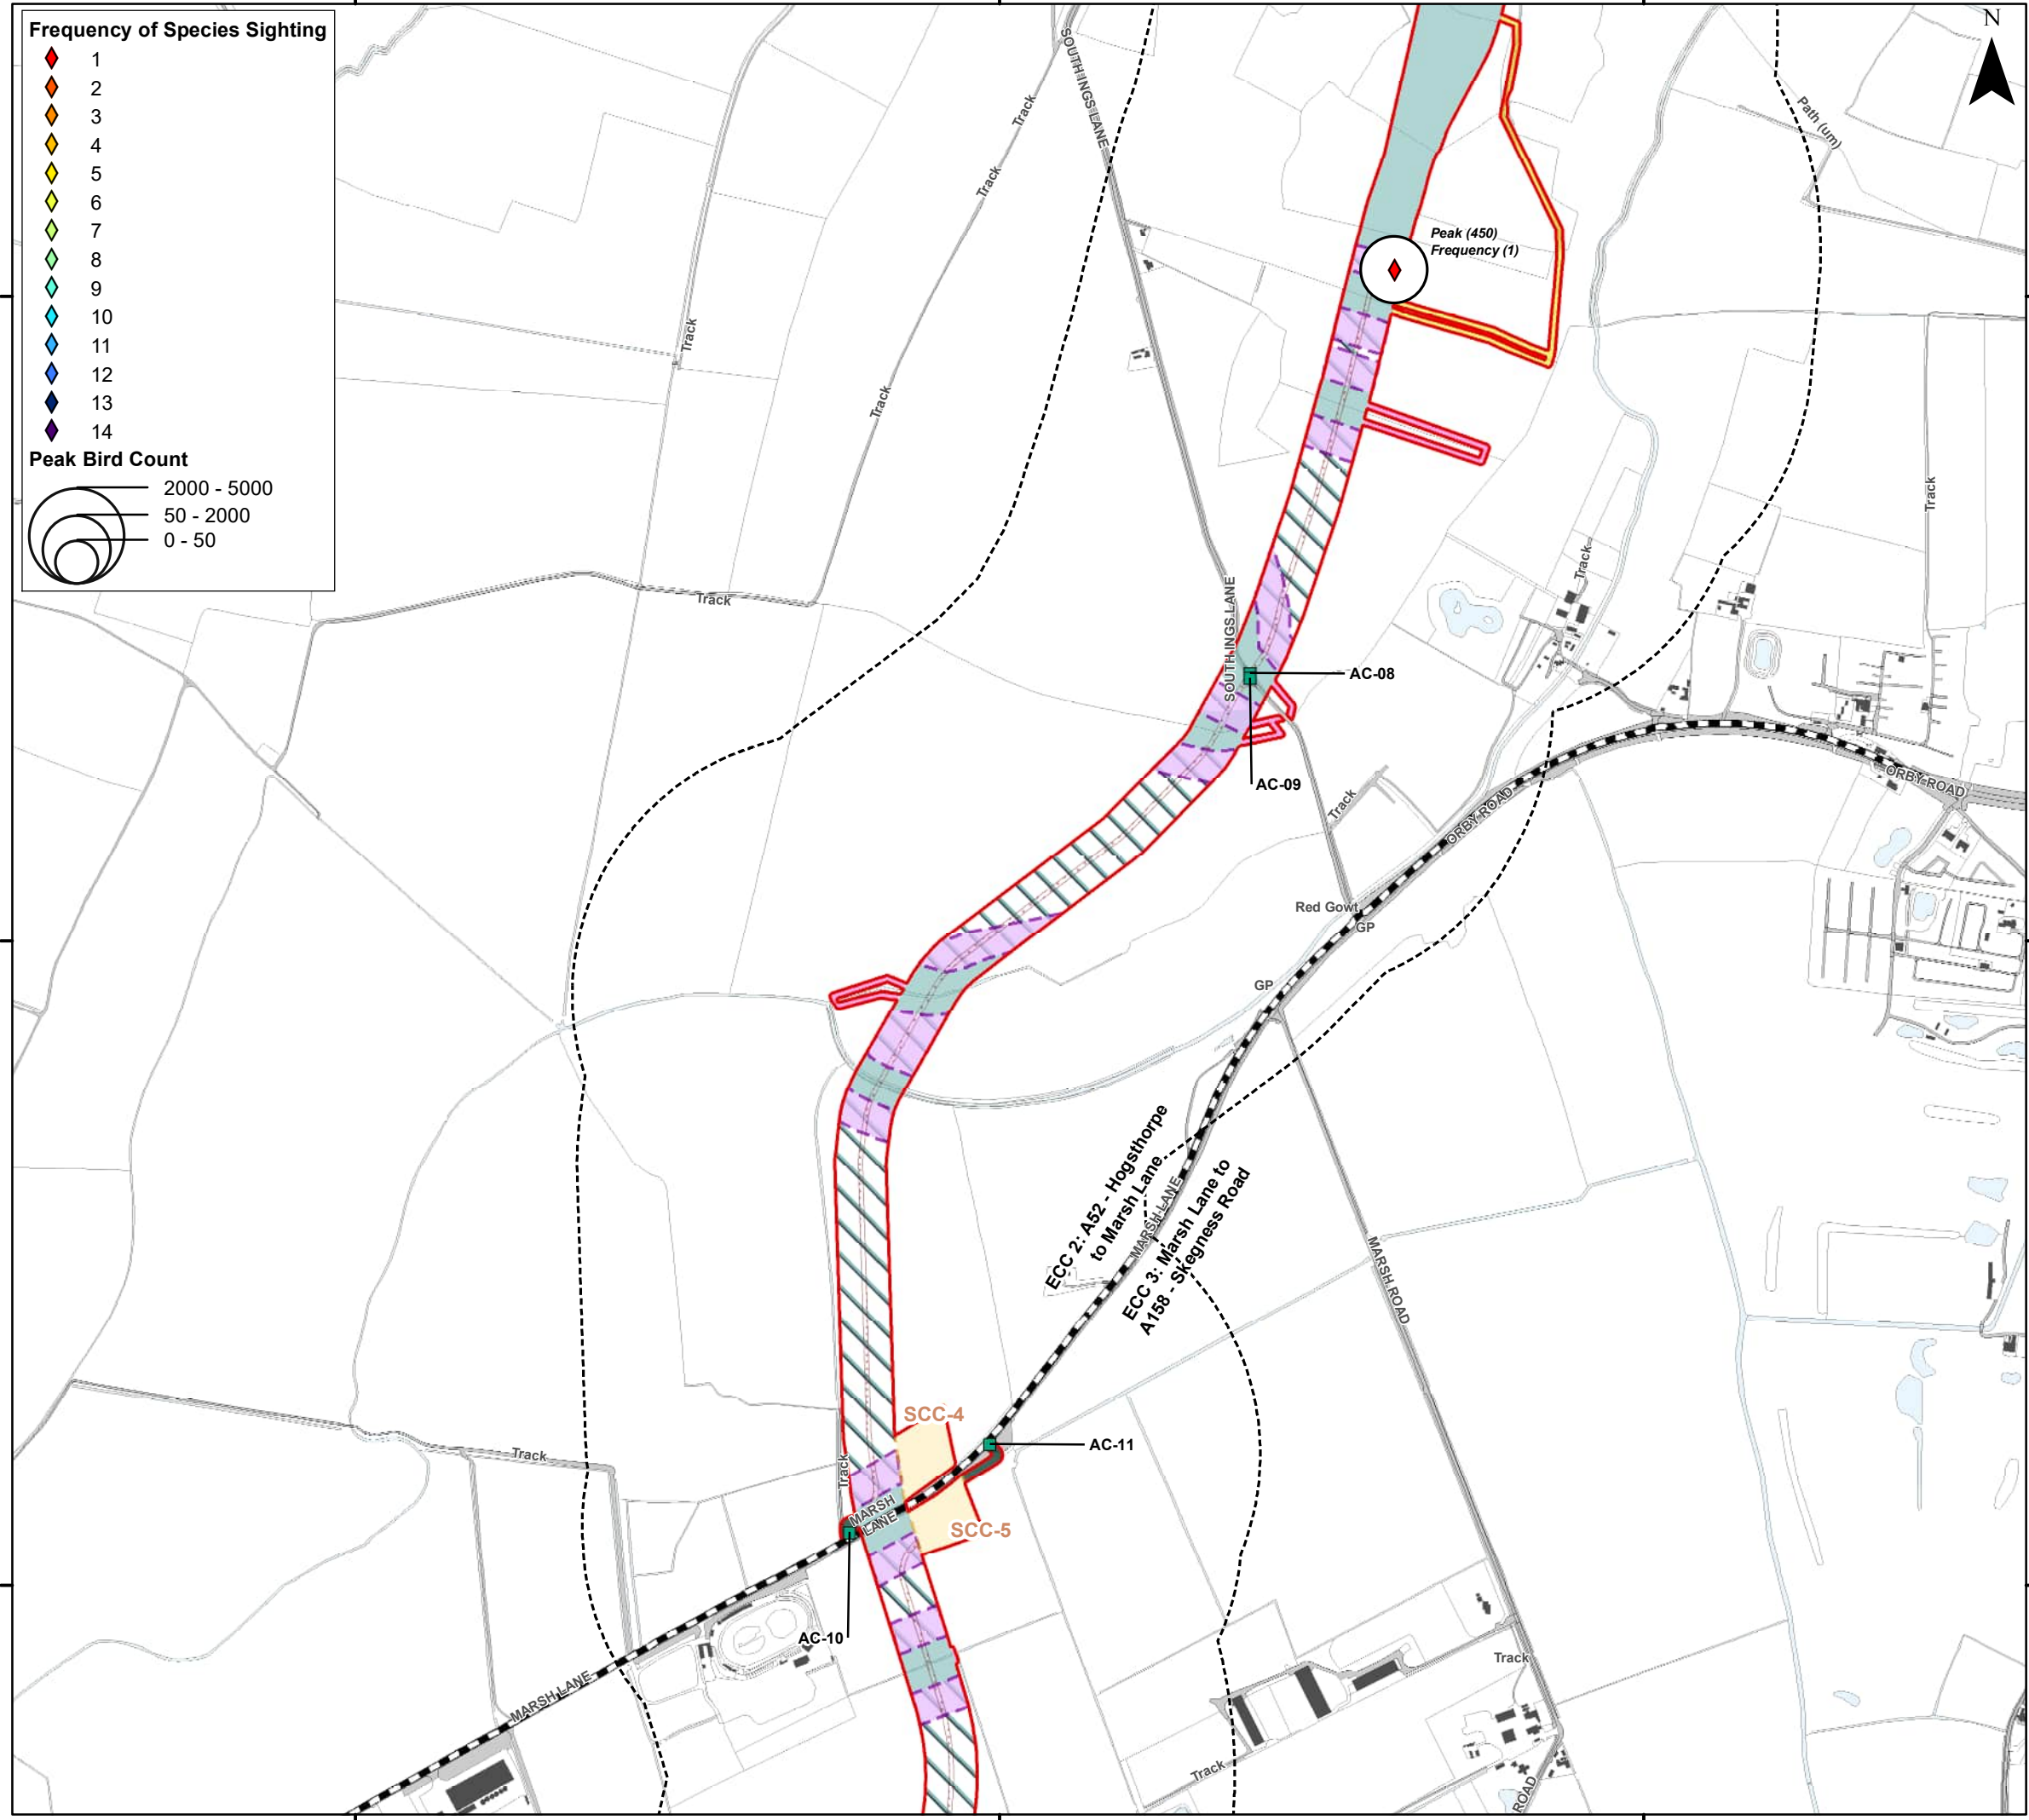 Frequency of Species Sighting
1
2
3
4
5
6
7
8
9
10
11
12
13
14
Peak Bird Count
2000 - 5000
50 - 2000
0 - 50
N
SOUTH INGS LANE
Track
Track
Track
Track
Path (um)
Peak (450)
Frequency (1)
Track
Track
Track
SOUTH INGS LANE
AC-08
AC-09
Track
ORBY ROAD
ORBY ROAD
Red Gowt
GP
GP
ECC 2: A52 - Hogsthorpe
to Marsh Lane
MARSH LANE
ECC 3: Marsh Lane to
A158 - Skegness Road
MARSH ROAD
SCC-4
AC-11
Track
Track
MARSH
LANE
SCC-5
AC-10
MARSH LANE
Track
Track
ROAD